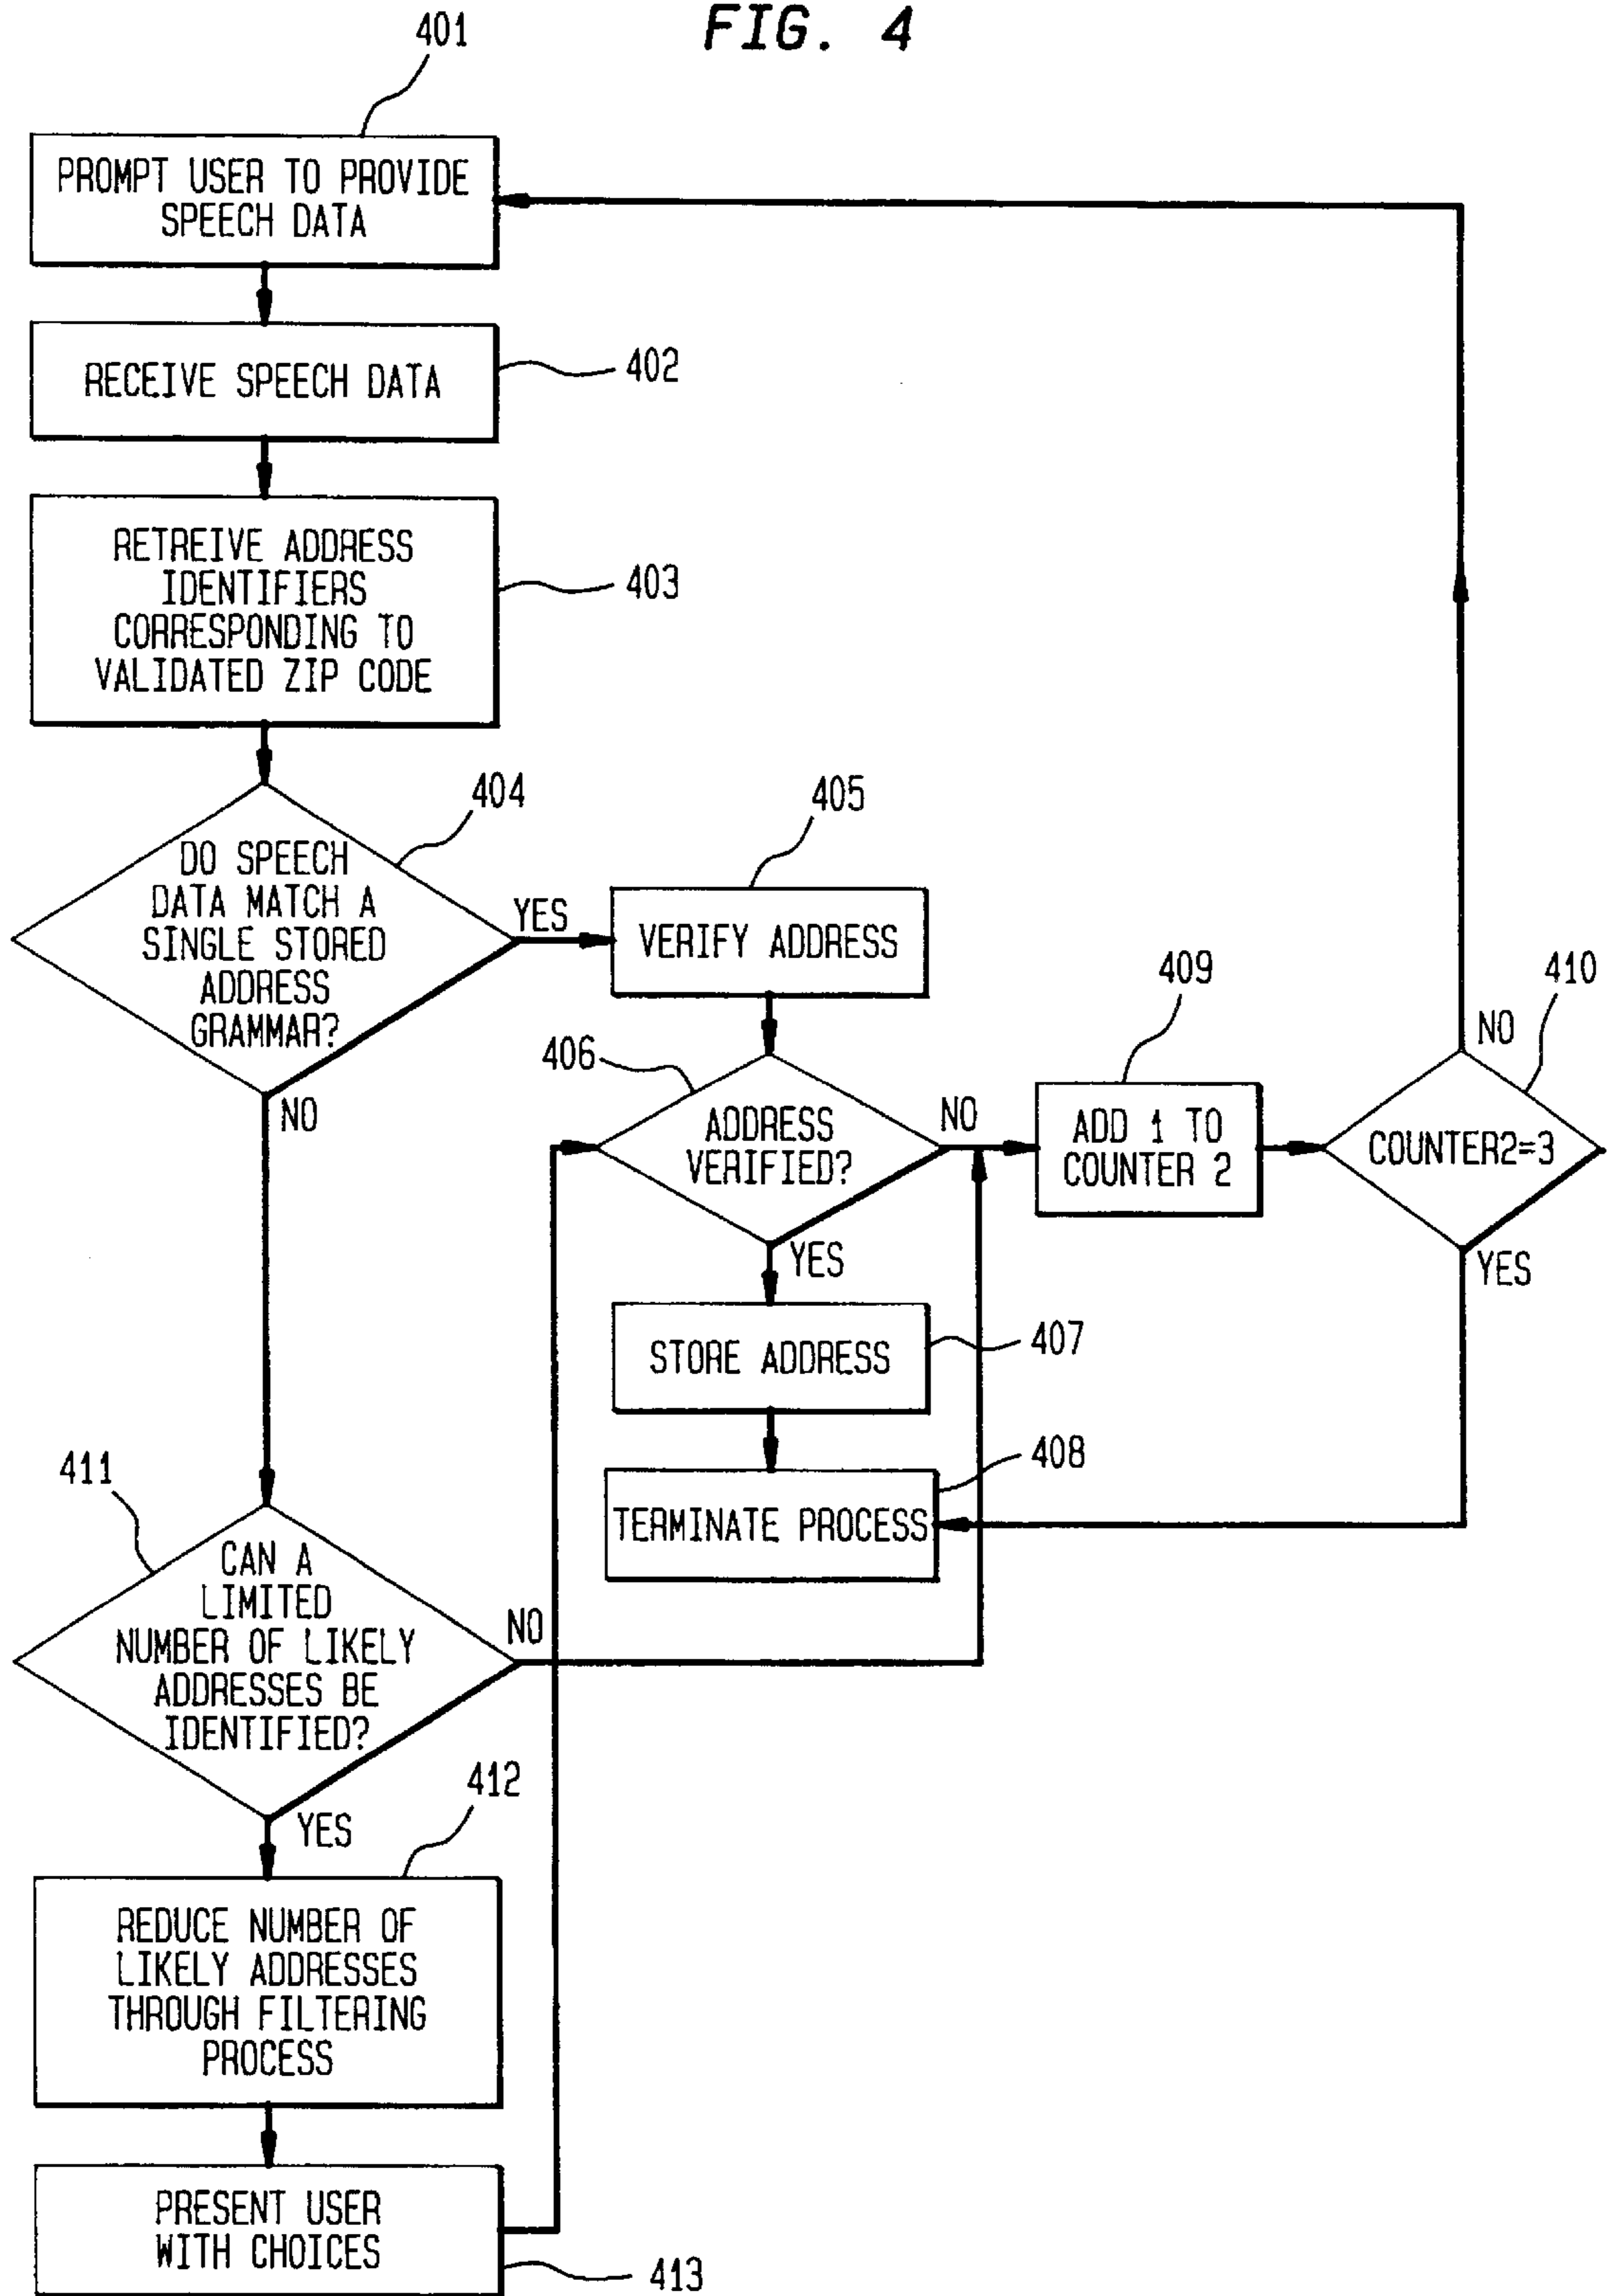 FIG. 4
401
PROMPT USER TO PROVIDE
SPEECH DATA
RECEIVE SPEECH DATA
402
RETREIVE ADDRESS
IDENTIFIERS
CORRESPONDING TO
VALIDATED ZIP CODE
403
404
DO SPEECH
DATA MATCH A
SINGLE STORED
ADDRESS
GRAMMAR?
YES
NO
405
VERIFY ADDRESS
406
ADDRESS
VERIFIED?
NO
YES
409
ADD 1 TO
COUNTER 2
410
COUNTER2=3
NO
YES
STORE ADDRESS
407
TERMINATE PROCESS
408
411
CAN A
LIMITED
NUMBER OF LIKELY
ADDRESSES BE
IDENTIFIED?
NO
YES
412
REDUCE NUMBER OF
LIKELY ADDRESSES
THROUGH FILTERING
PROCESS
PRESENT USER
WITH CHOICES
413